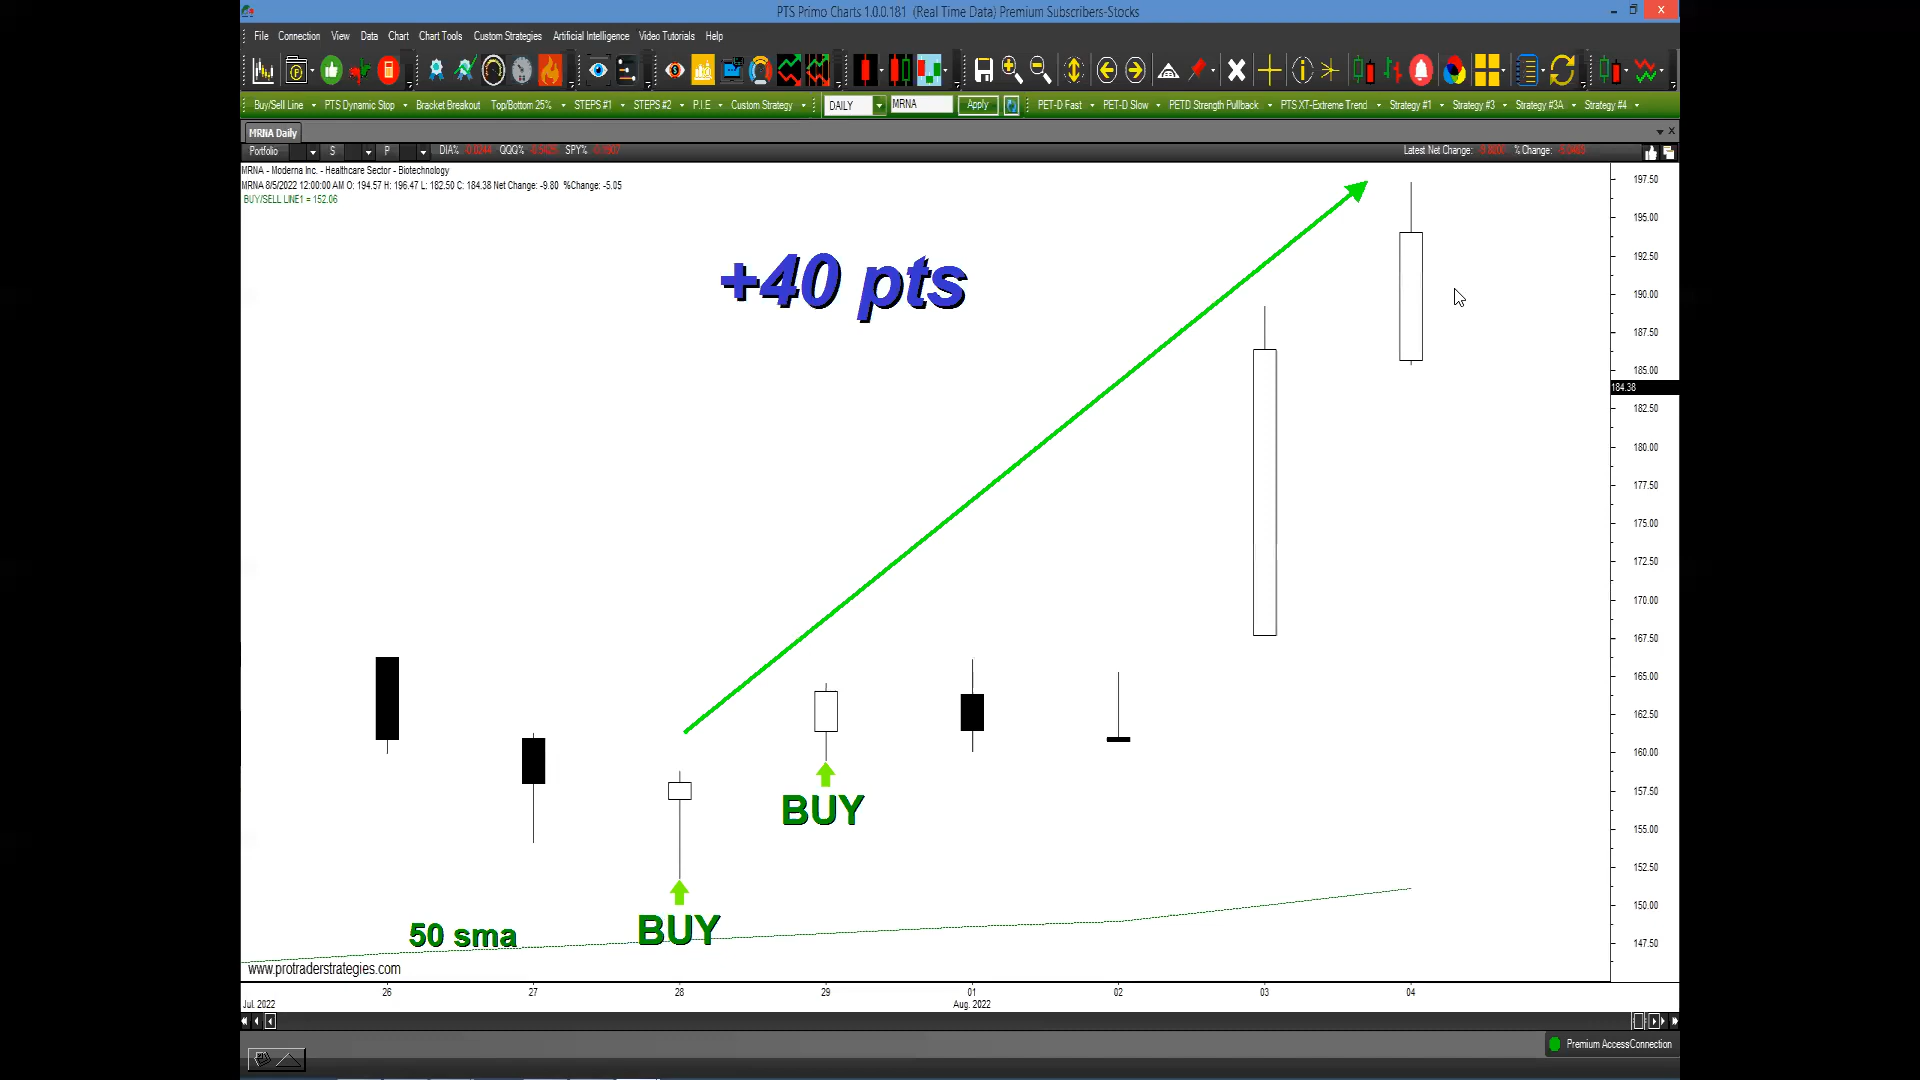 PTS Primo Charts 1.0.0.181 (Real Time Data) Premium Subscribers-Stocks
File Connection View Data Chart Chart Tools Custom Strategies Artificial Intelligence Video Tutorials Help
Buy/Sell Line PTS Dynamic Stop Bracket Breakout Top/Bottom 25% STEPS #1 STEPS #2 P.I.E Custom Strategy DAILY MRNA Apply PET-D Fast PET-D Slow PETD Strength Pullback PTS XT-Extreme Trend Strategy #1 Strategy #3 Strategy #3A Strategy #4
MRNA Daily
Portfolio S P DIA% QQQ% SPY% Latest Net Change: % Change:
MRNA - Moderna Inc. - Healthcare Sector - Biotechnology
MRNA 8/5/2022 12:00:00 AM O: 194.57 H: 196.47 L: 182.50 C: 184.38 Net Change: -9.80 %Change: -5.05
BUY/SELL LINE1 = 152.06
+40 pts
197.50
195.00
192.50
190.00
187.50
185.00
184.38
182.50
180.00
177.50
175.00
172.50
170.00
167.50
165.00
162.50
160.00
157.50
155.00
152.50
150.00
147.50
BUY
BUY
50 sma
www.protraderstrategies.com
26 27 28 29 01 02 03 04
Jul. 2022 Aug. 2022
Premium AccessConnection